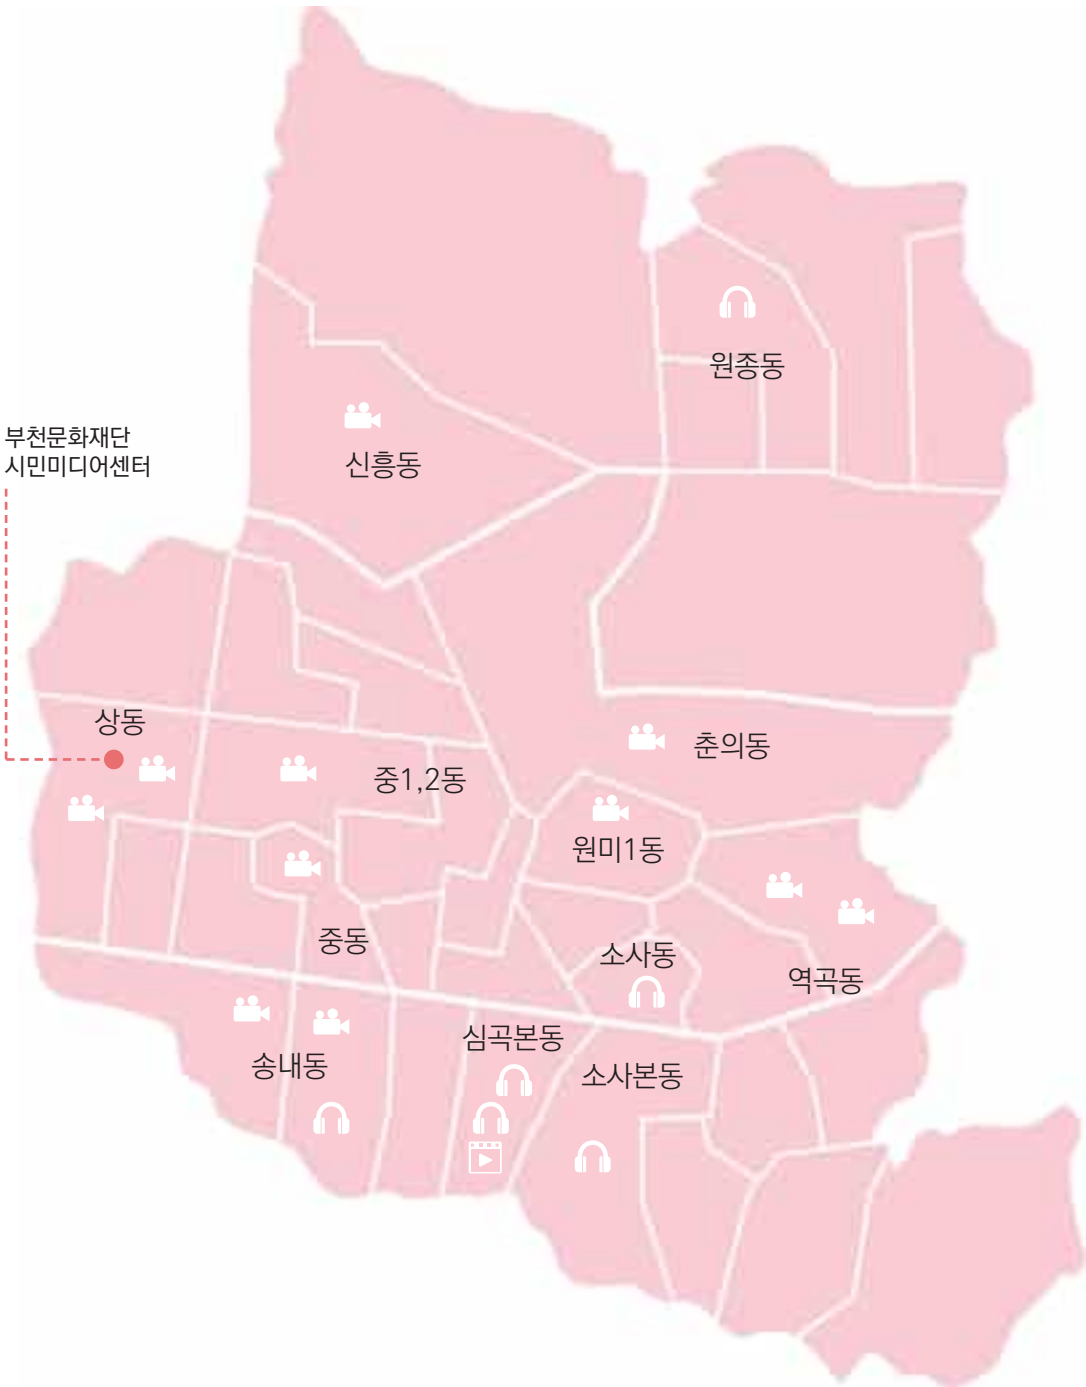 원종동
부천문화재단
시민미디어센터
신흥동
상동
춘의동
중1,2동
원미1동
중동
소사동
역곡동
심곡본동
송내동
소사본동